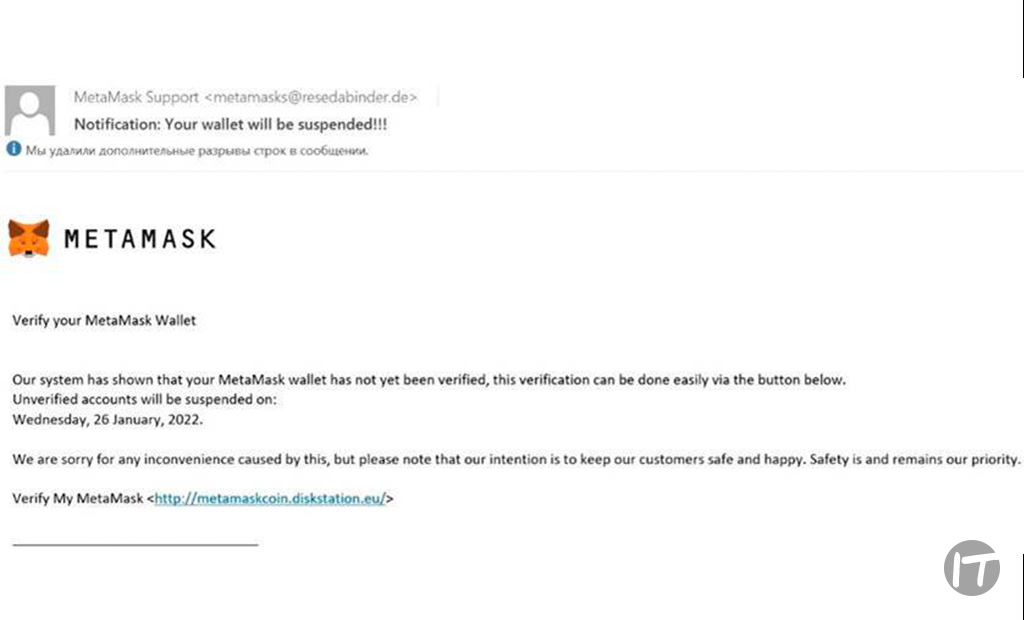 MetaMask Support <metamasks@resedabinder.de>
Notification: Your wallet will be suspended!!!
Мы удалили дополнительные разрывы строк в сообщении.
METAMASK
Verify your MetaMask Wallet
Our system has shown that your MetaMask wallet has not yet been verified, this verification can be done easily via the button below.
Unverified accounts will be suspended on:
Wednesday, 26 January, 2022.
We are sorry for any inconvenience caused by this, but please note that our intention is to keep our customers safe and happy. Safety is and remains our priority.
Verify My MetaMask <http://metamaskcoin.diskstation.eu/>
IT